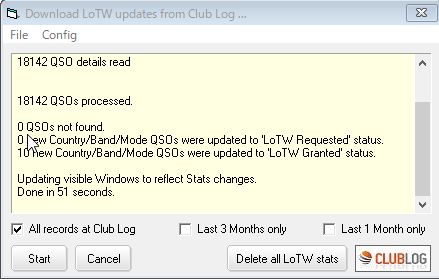 Download LoTW updates from Club Log ...
File Config
18142 QSO details read
18142 QSOs processed.
0 QSOs not found.
0 new Country/Band/Mode QSOs were updated to 'LoTW Requested' status.
10 new Country/Band/Mode QSOs were updated to 'LoTW Granted' status.
Updating visible Windows to reflect Stats changes.
Done in 51 seconds.
All records at Club Log Last 3 Months only Last 1 Month only
Start Cancel Delete all LoTW stats CLUBLOG